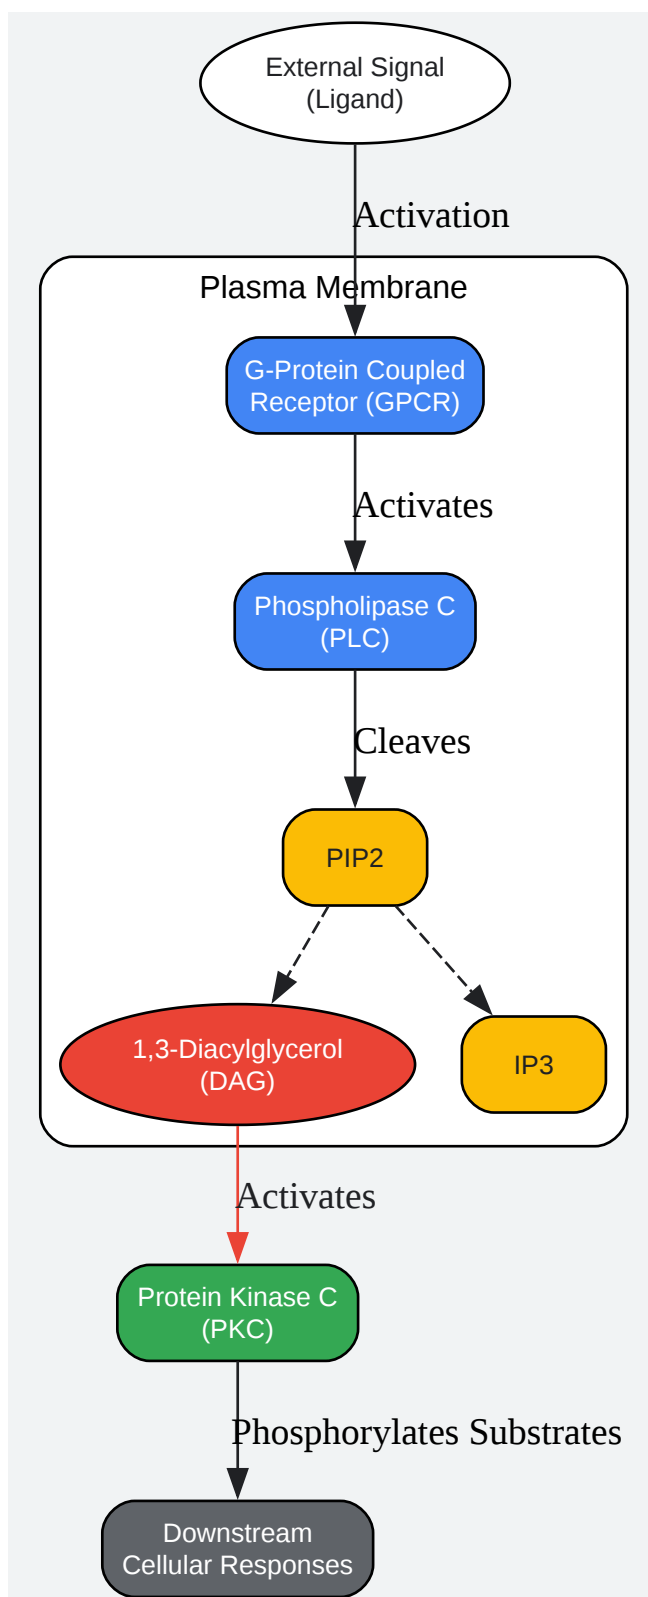 External Signal
(Ligand)
Activation
Plasma Membrane
G-Protein Coupled
Receptor (GPCR)
Activates
Phospholipase C
(PLC)
Cleaves
PIP2
1,3-Diacylglycerol
(DAG)
IP3
Activates
Protein Kinase C
(PKC)
Phosphorylates Substrates
Downstream
Cellular Responses